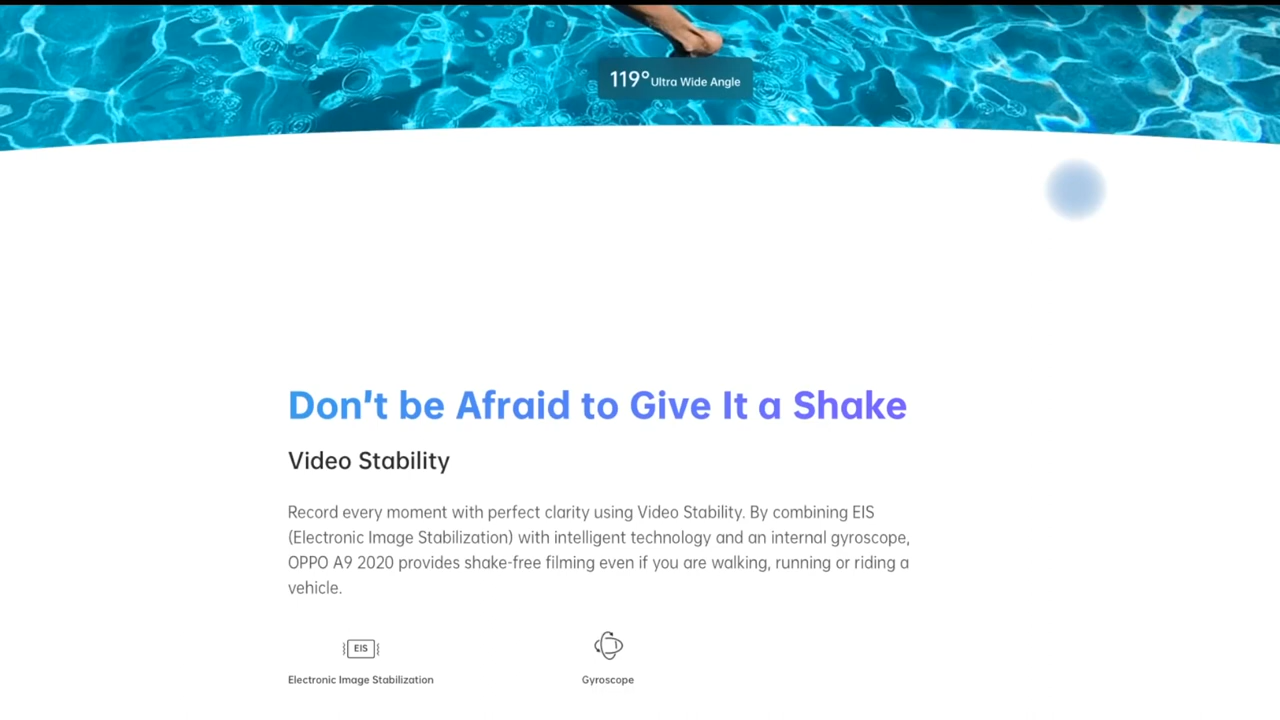 119° Ultra Wide Angle
Don't be Afraid to Give It a Shake
Video Stability
Record every moment with perfect clarity using Video Stability. By combining EIS
(Electronic Image Stabilization) with intelligent technology and an internal gyroscope,
OPPO A9 2020 provides shake-free filming even if you are walking, running or riding a
vehicle.
EIS
Electronic Image Stabilization
Gyroscope